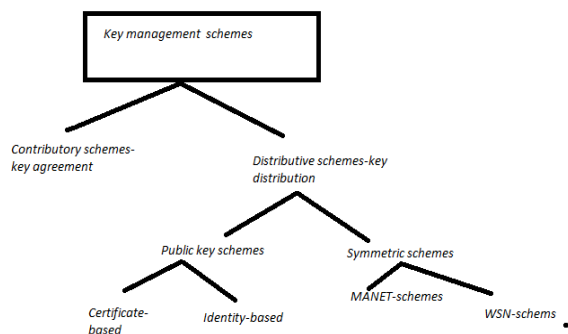 Key management schemes
Contributory schemes-
key agreement
Distributive schemes-key
distribution
Public key schemes
Symmetric schemes
Certificate-
based
Identity-based
MANET-schemes
WSN-schems